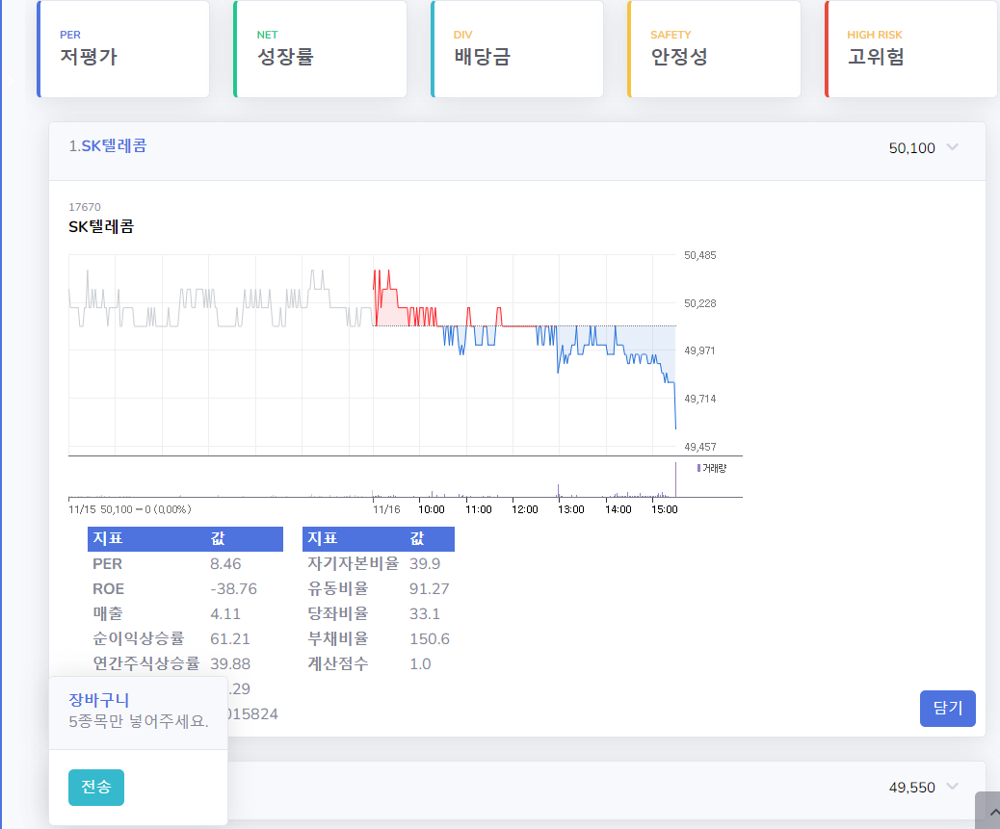 PER
저평가
NET
성장률
DIV
배당금
SAFETY
안정성
HIGH RISK
고위험
1.SK텔레콤
50,100
17670
SK텔레콤
50,485
50,228
49,971
49,714
49,457
거래량
11/15 50,100 - 0 (0.00%)
11/16 10:00 11:00 12:00 13:00 14:00 15:00
지표 값
PER 8.46
ROE -38.76
매출 4.11
순이익상승률 61.21
연간주식상승률 39.88
.29
015824
지표 값
자기자본비율 39.9
유동비율 91.27
당좌비율 33.1
부채비율 150.6
계산점수 1.0
담기
장바구니
5종목만 넣어주세요.
전송
49,550